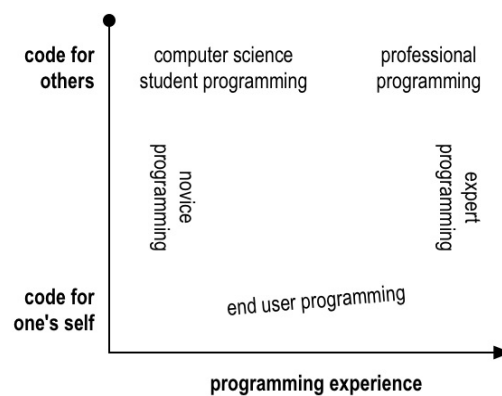 code for
others
computer science
student programming
professional
programming
novice
programming
expert
programming
code for
one's self
end user programming
programming experience